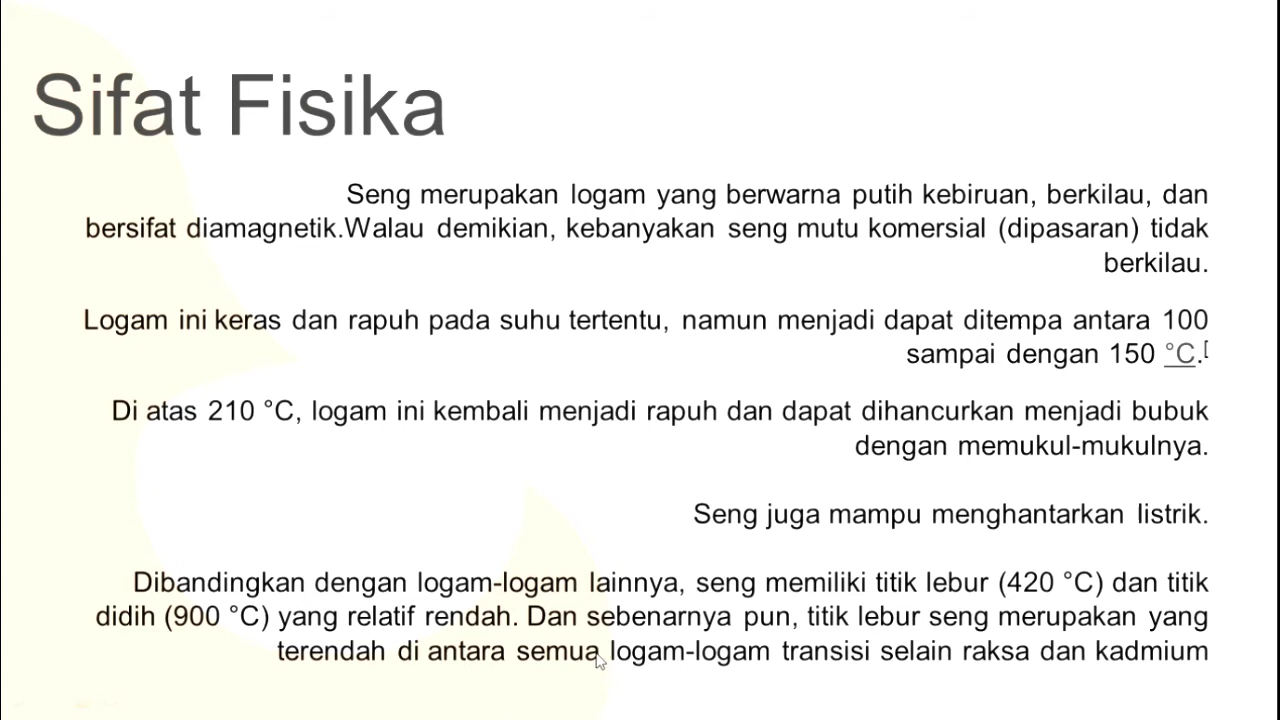 Sifat Fisika
Seng merupakan logam yang berwarna putih kebiruan, berkilau, dan
bersifat diamagnetik.Walau demikian, kebanyakan seng mutu komersial (dipasaran) tidak
berkilau.
Logam ini keras dan rapuh pada suhu tertentu, namun menjadi dapat ditempa antara 100
sampai dengan 150 °C.[
Di atas 210 °C, logam ini kembali menjadi rapuh dan dapat dihancurkan menjadi bubuk
dengan memukul-mukulnya.
Seng juga mampu menghantarkan listrik.
Dibandingkan dengan logam-logam lainnya, seng memiliki titik lebur (420 °C) dan titik
didih (900 °C) yang relatif rendah. Dan sebenarnya pun, titik lebur seng merupakan yang
terendah di antara semua logam-logam transisi selain raksa dan kadmium